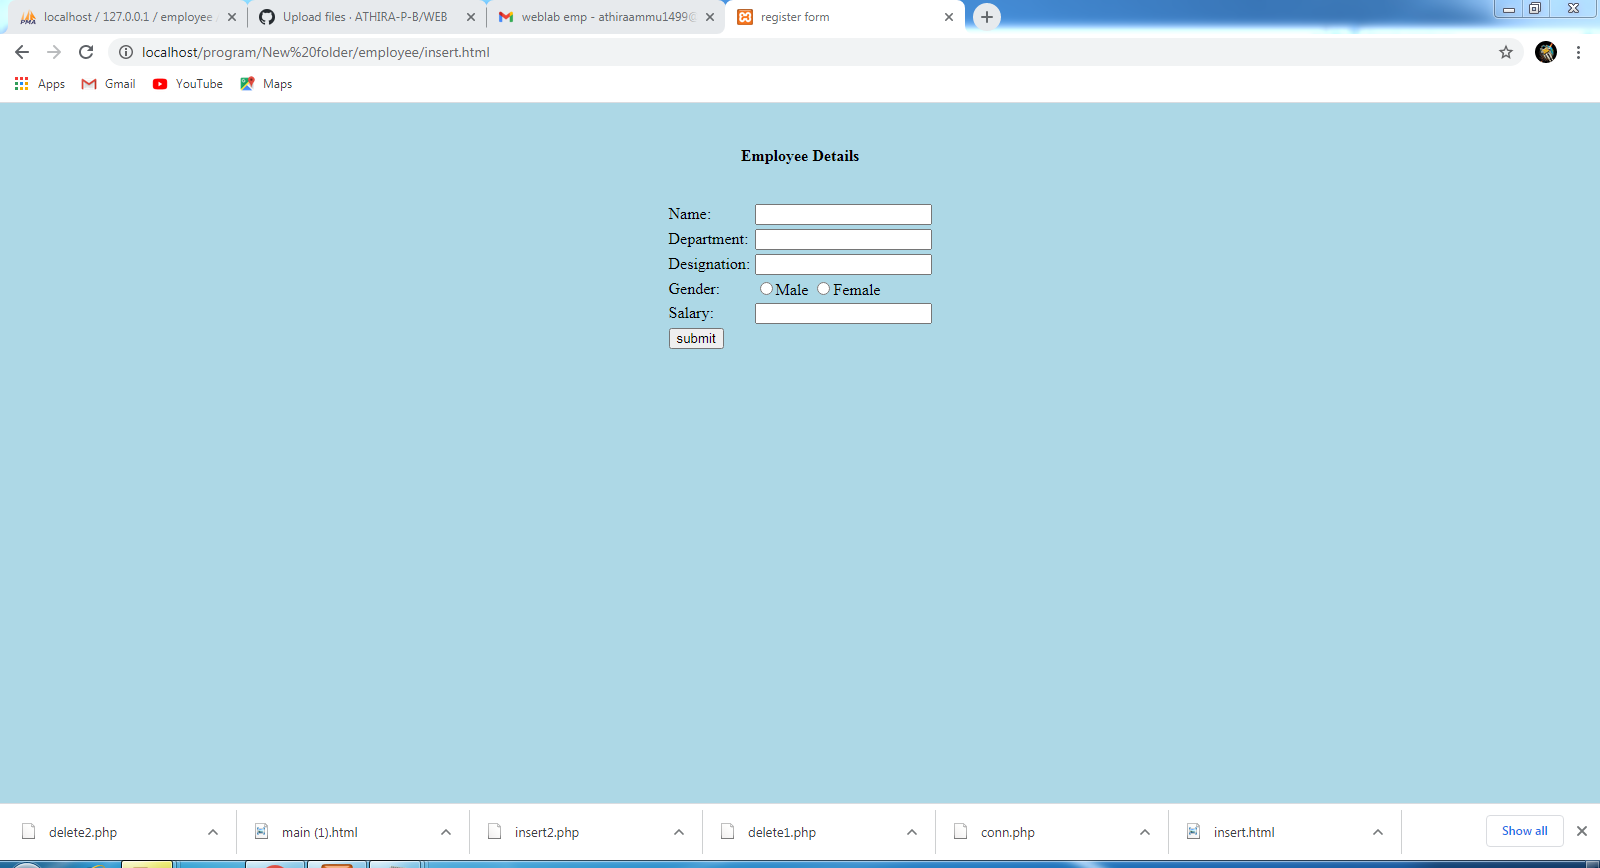 localhost / 127.0.0.1 / employee
Upload files · ATHIRA-P-B/WEB
weblab emp - athiraammu1499@
register form
localhost/program/New%20folder/employee/insert.html
Apps
Gmail
YouTube
Maps
Employee Details
Name:
Department:
Designation:
Gender: Male Female
Salary:
submit
delete2.php
main (1).html
insert2.php
delete1.php
conn.php
insert.html
Show all